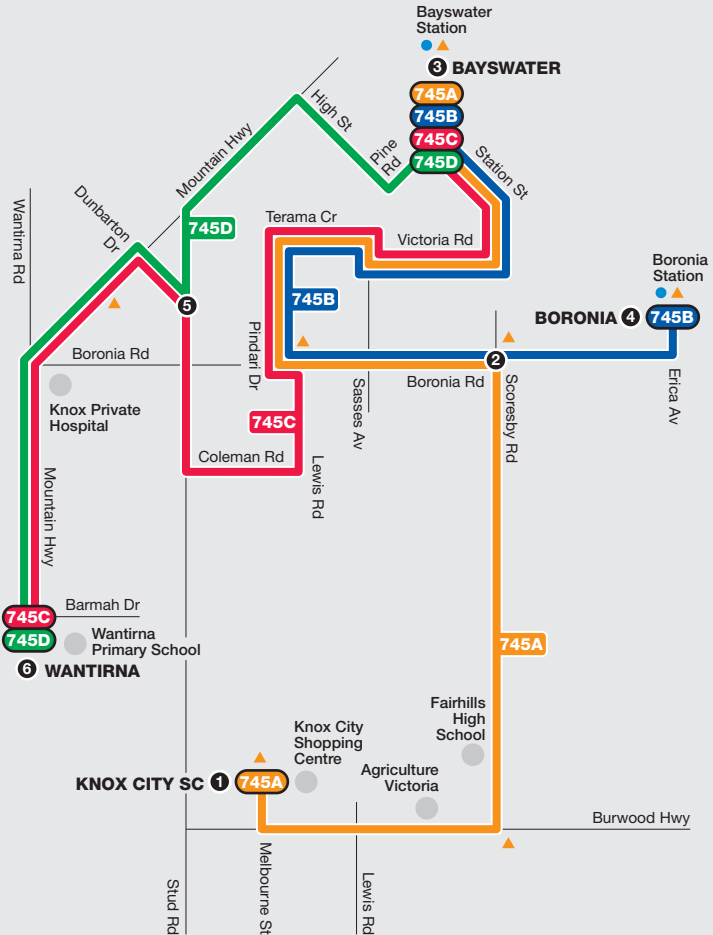 Bayswater
Station
3 BAYSWATER
745A
745B
745C
745D
High St
Pine
Rd
Station St
Mountain Hwy
Dunbarton
Dr
Wantirna Rd
745D
Terama Cr
Victoria Rd
Boronia
Station
745B
BORONIA 4 745B
5
Pindari Dr
Boronia Rd
2
Boronia Rd
Sasses Av
Scoresby Rd
Erica Av
Knox Private
Hospital
745C
Coleman Rd
Lewis Rd
Mountain Hwy
745C
Barmah Dr
745D
Wantirna
Primary School
6 WANTIRNA
745A
Fairhills
High
School
Knox City
Shopping
Centre
Agriculture
Victoria
KNOX CITY SC 1 745A
Burwood Hwy
Stud Rd
Melbourne St
Lewis Rd